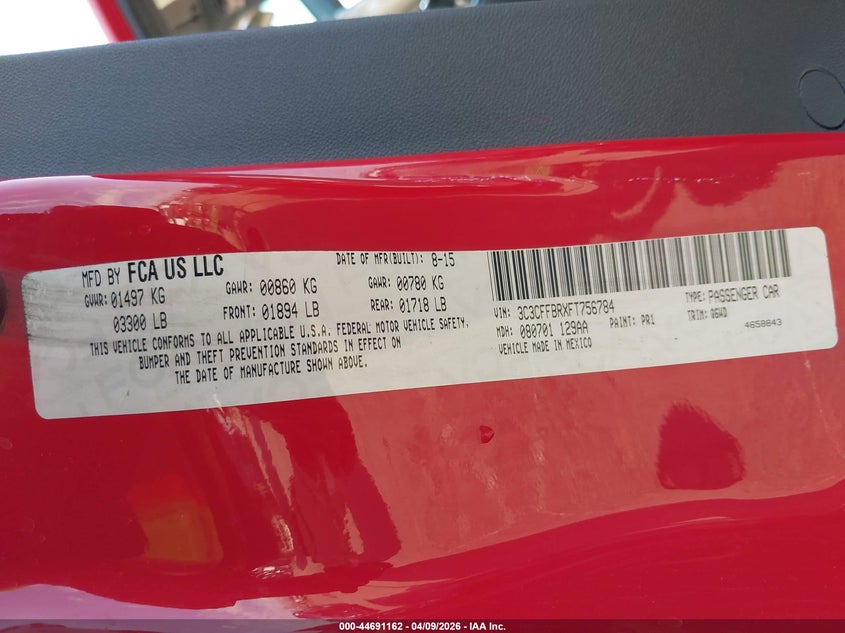 MFD BY FCA US LLC DATE OF MFR(BUILT): 8-15
GVWR: 01497 KG GAWR: 00860 KG GAWR: 00780 KG
03300 LB FRONT: 01894 LB REAR: 01718 LB
THIS VEHICLE CONFORMS TO ALL APPLICABLE U.S.A. FEDERAL MOTOR VEHICLE SAFETY,
BUMPER AND THEFT PREVENTION STANDARDS IN EFFECT ON
THE DATE OF MANUFACTURE SHOWN ABOVE.
VIN: 3C3CFFBRXFT756784 TYPE: PASSENGER CAR
MDH: 080701 129AA PAINT: PR1 TRIM: A6WD
VEHICLE MADE IN MEXICO 4658843
000-44691162 - 04/09/2026 - IAA Inc.